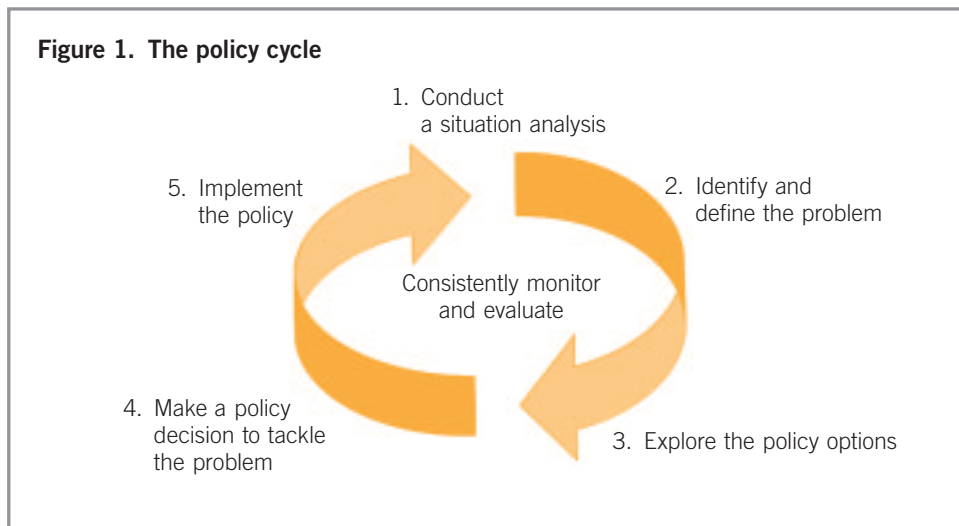 Figure 1. The policy cycle
1. Conduct
a situation analysis
2. Identify and
define the problem
3. Explore the policy options
4. Make a policy
decision to tackle
the problem
5. Implement
the policy
Consistently monitor
and evaluate